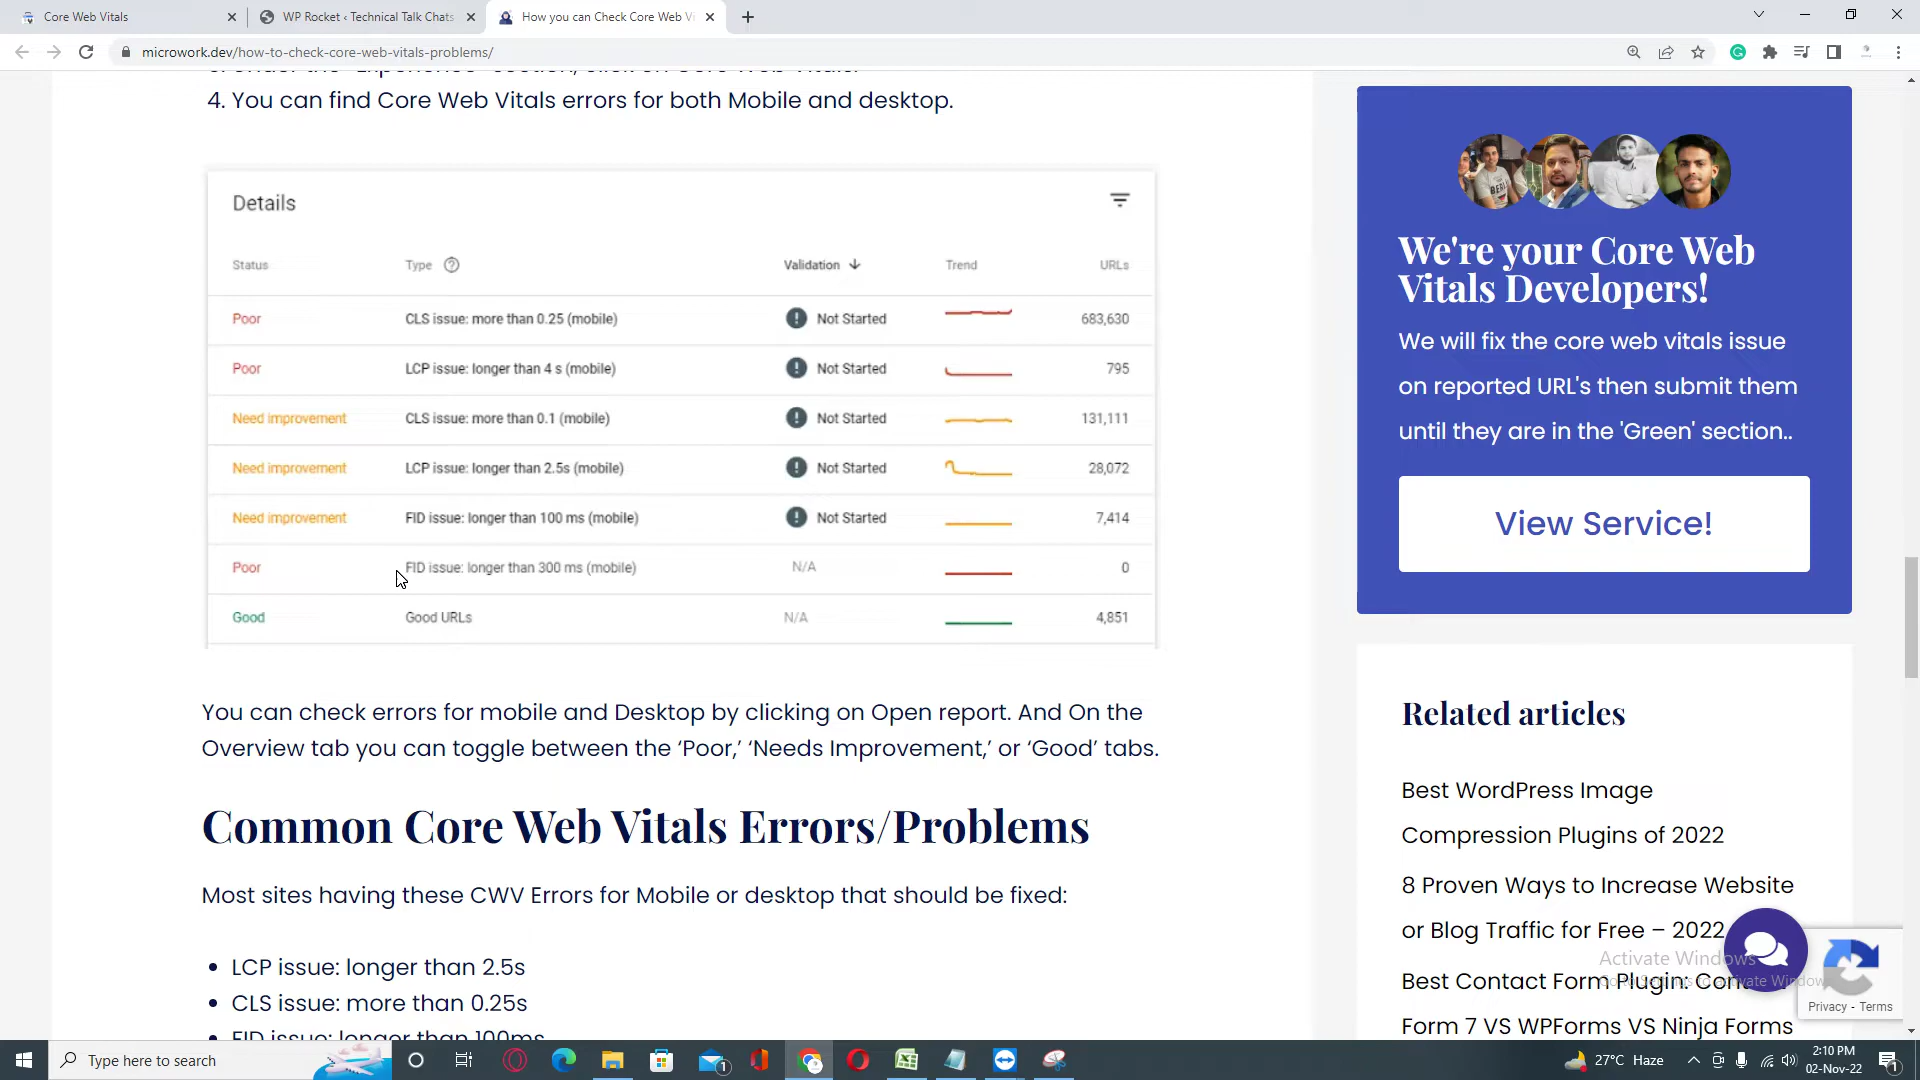 Core Web Vitals
WP Rocket ‹ Technical Talk Chats
How you can Check Core Web Vi
microwork.dev/how-to-check-core-web-vitals-problems/
4. You can find Core Web Vitals errors for both Mobile and desktop.
Details
Status Type Validation Trend URLs
Poor CLS issue: more than 0.25 (mobile) Not Started 683,630
Poor LCP issue: longer than 4 s (mobile) Not Started 795
Need improvement CLS issue: more than 0.1 (mobile) Not Started 131,111
Need improvement LCP issue: longer than 2.5s (mobile) Not Started 28,072
Need improvement FID issue: longer than 100 ms (mobile) Not Started 7,414
Poor FID issue: longer than 300 ms (mobile) N/A 0
Good Good URLs N/A 4,851
You can check errors for mobile and Desktop by clicking on Open report. And On the
Overview tab you can toggle between the ‘Poor,’ ‘Needs Improvement,’ or ‘Good’ tabs.
Common Core Web Vitals Errors/Problems
Most sites having these CWV Errors for Mobile or desktop that should be fixed:
LCP issue: longer than 2.5s
CLS issue: more than 0.25s
FID issue: longer than 100ms
We're your Core Web
Vitals Developers!
We will fix the core web vitals issue
on reported URL's then submit them
until they are in the 'Green' section..
View Service!
Related articles
Best WordPress Image
Compression Plugins of 2022
8 Proven Ways to Increase Website
or Blog Traffic for Free – 2022
Best Contact Form Plugin:
Form 7 VS WPForms VS Ninja Forms
Activate Windows
Privacy - Terms
Type here to search
1
27°C Haze
2:10 PM
02-Nov-22
1